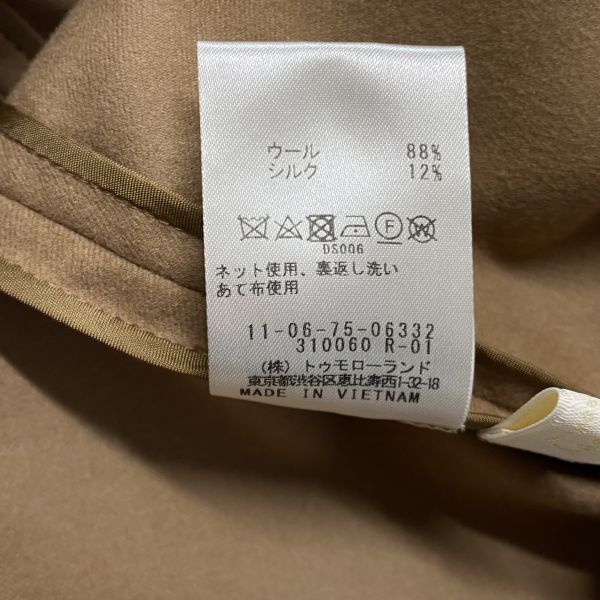 ウール 88%
シルク 12%
F W
DS006
ネット使用、裏返し洗い
あて布使用
11-06-75-06332
310060 R-01
(株) トゥモローランド
東京都渋谷区恵比寿西1-32-18
MADE IN VIETNAM